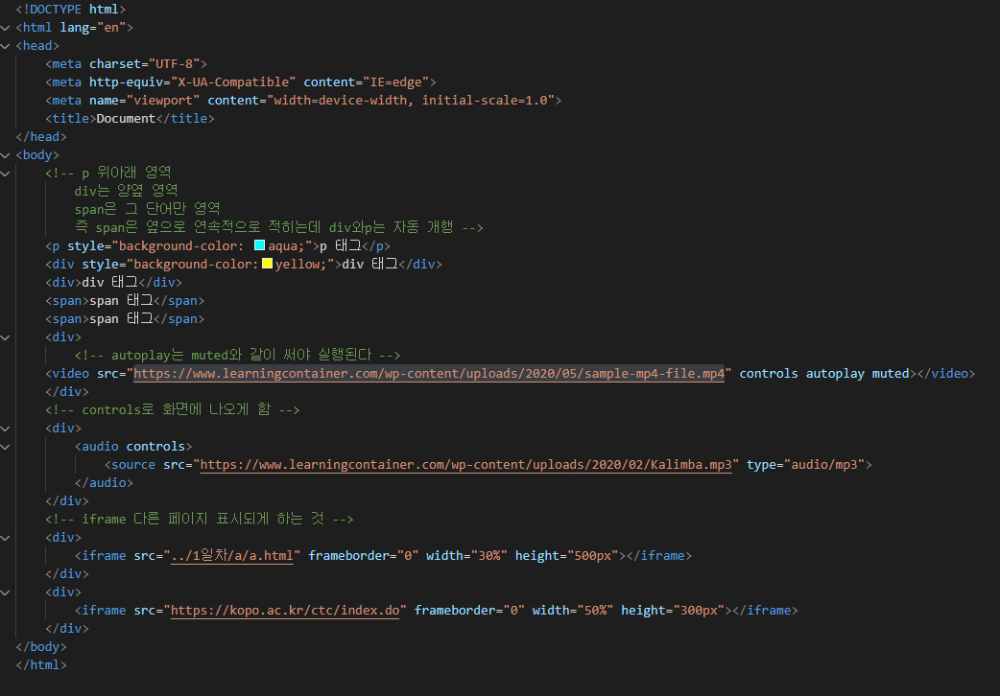 <!DOCTYPE html>
<html lang="en">
<head>
<meta charset="UTF-8">
<meta http-equiv="X-UA-Compatible" content="IE=edge">
<meta name="viewport" content="width=device-width, initial-scale=1.0">
<title>Document</title>
</head>
<body>
<!-- p 위아래 영역
div는 양옆 영역
span은 그 단어만 영역
즉 span은 옆으로 연속적으로 적히는데 div와p는 자동 개행 -->
<p style="background-color: aqua;">p 태그</p>
<div style="background-color:yellow;">div 태그</div>
<div>div 태그</div>
<span>span 태그</span>
<span>span 태그</span>
<div>
<!-- autoplay는 muted와 같이 써야 실행된다 -->
<video src="https://www.learningcontainer.com/wp-content/uploads/2020/05/sample-mp4-file.mp4" controls autoplay muted></video>
</div>
<!-- controls로 화면에 나오게 함 -->
<div>
<audio controls>
<source src="https://www.learningcontainer.com/wp-content/uploads/2020/02/Kalimba.mp3" type="audio/mp3">
</audio>
</div>
<!-- iframe 다른 페이지 표시되게 하는 것 -->
<div>
<iframe src="../1일차/a/a.html" frameborder="0" width="30%" height="500px"></iframe>
</div>
<div>
<iframe src="https://kopo.ac.kr/ctc/index.do" frameborder="0" width="50%" height="300px"></iframe>
</div>
</body>
</html>